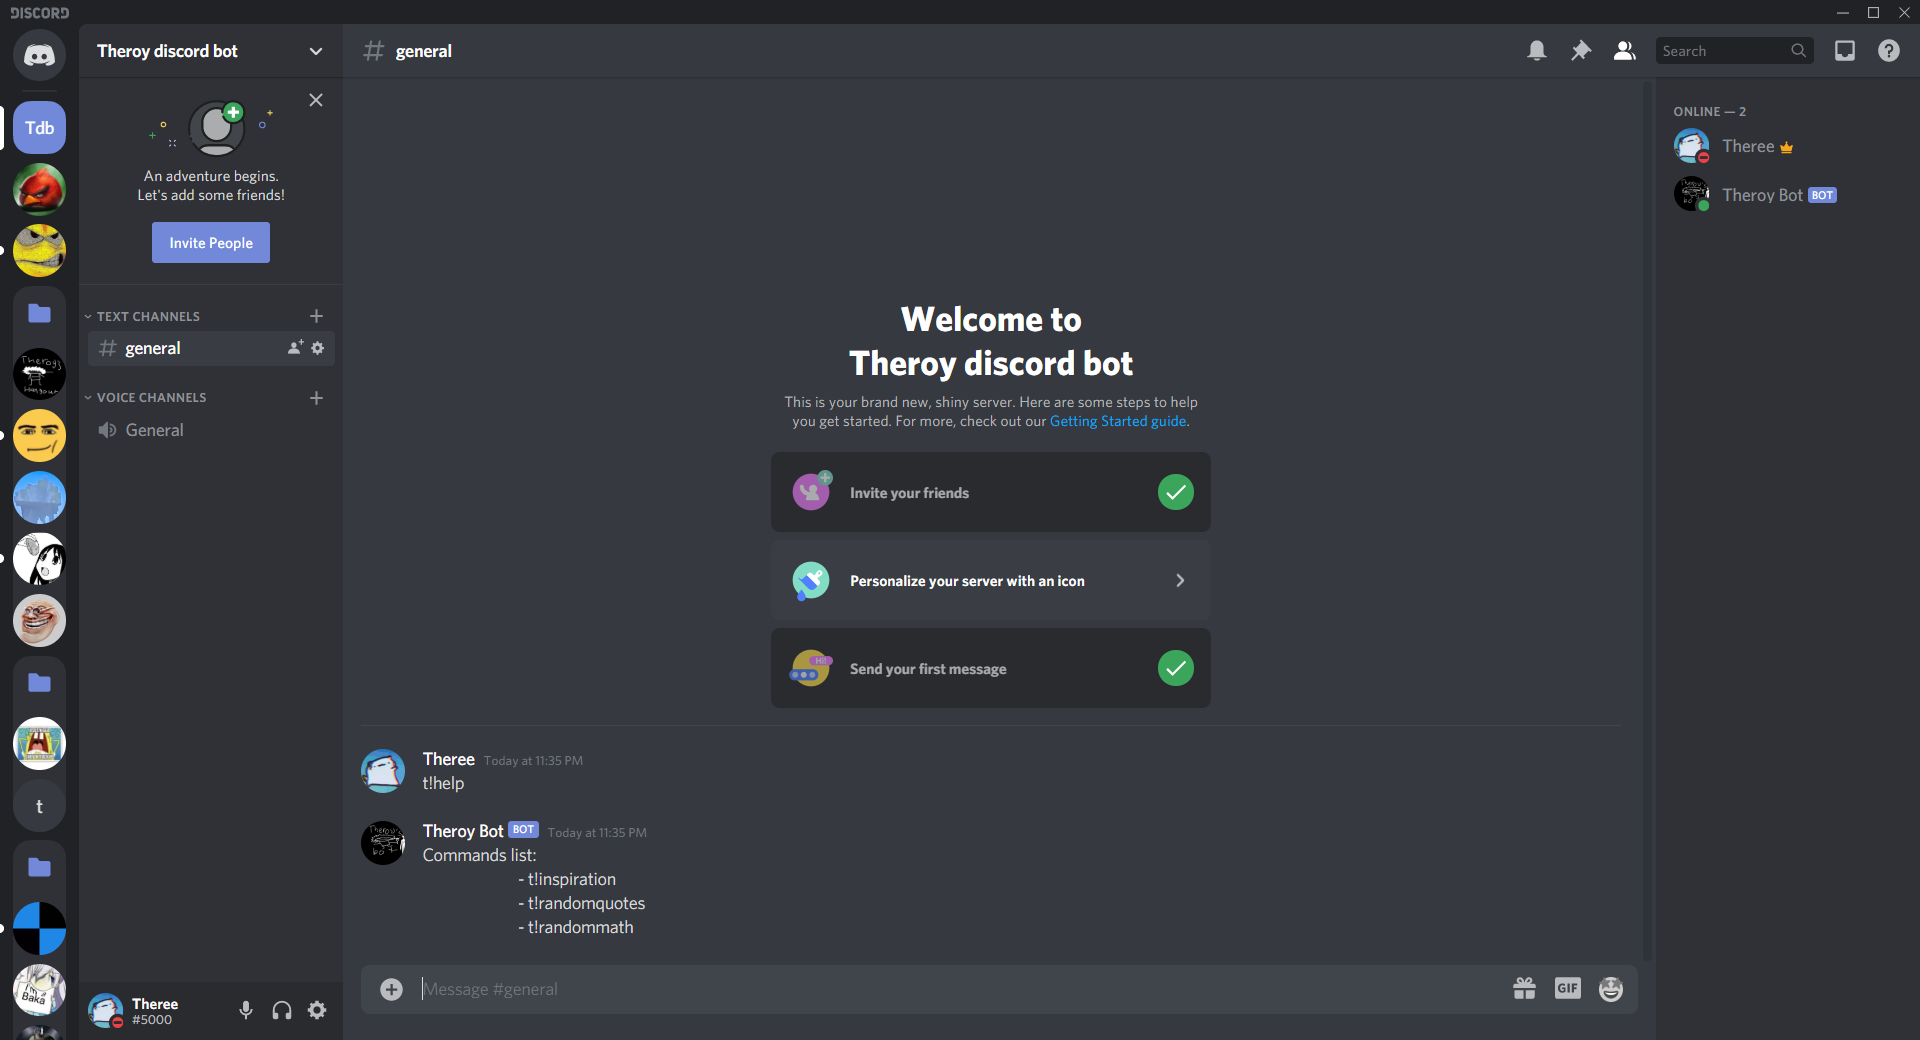 DISCORD
Theroy discord bot
general
Search
Tdb
An adventure begins.
Let's add some friends!
Invite People
TEXT CHANNELS
general
VOICE CHANNELS
General
t
I'm a
Baka
Theree
#5000
Welcome to
Theroy discord bot
This is your brand new, shiny server. Here are some steps to help
you get started. For more, check out our Getting Started guide.
Invite your friends
Personalize your server with an icon
Send your first message
Theree Today at 11:35 PM
t!help
Theroy Bot BOT Today at 11:35 PM
Commands list:
- t!inspiration
- t!randomquotes
- t!randommath
Message #general
GIF
ONLINE — 2
Theree
Theroy Bot BOT